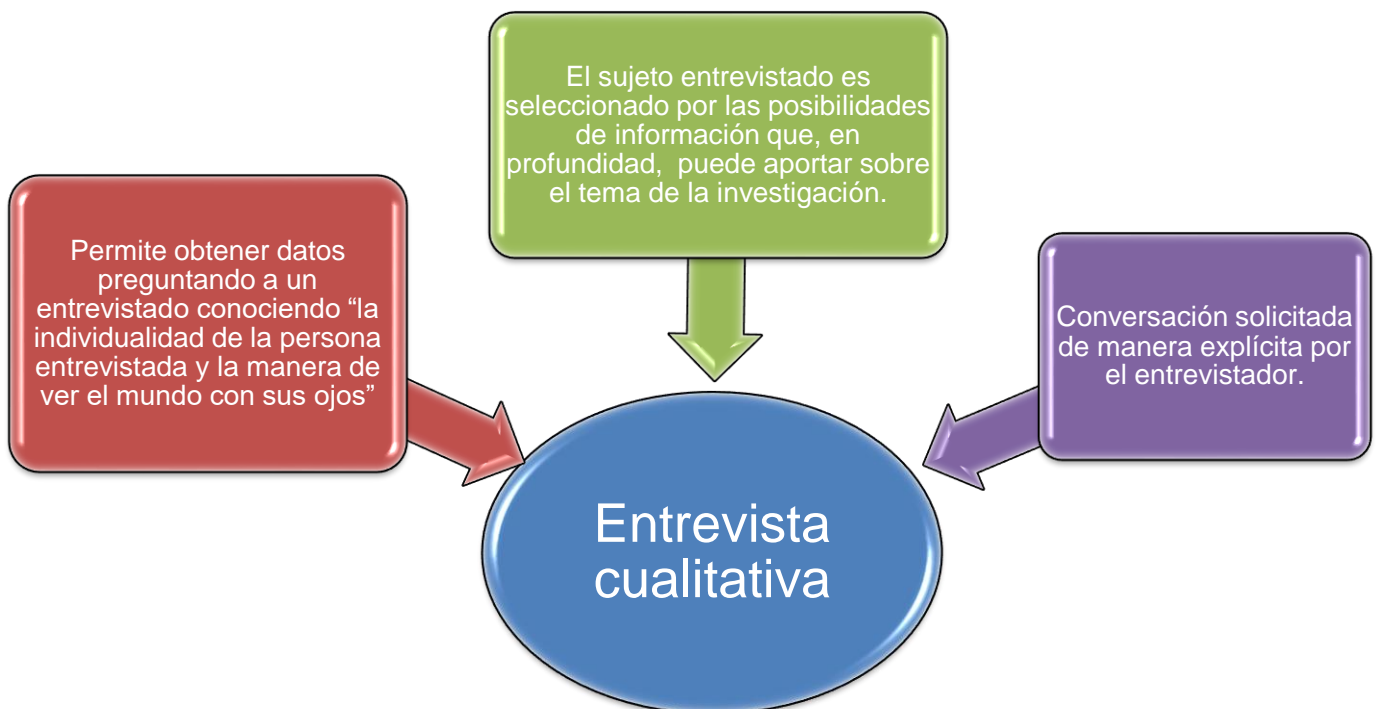 El sujeto entrevistado es
seleccionado por las posibilidades
de información que, en
profundidad,  puede aportar sobre
el tema de la investigación.
Permite obtener datos
preguntando a un
entrevistado conociendo “la
individualidad de la persona
entrevistada y la manera de
ver el mundo con sus ojos”
Conversación solicitada
de manera explícita por
el entrevistador.
Entrevista
cualitativa